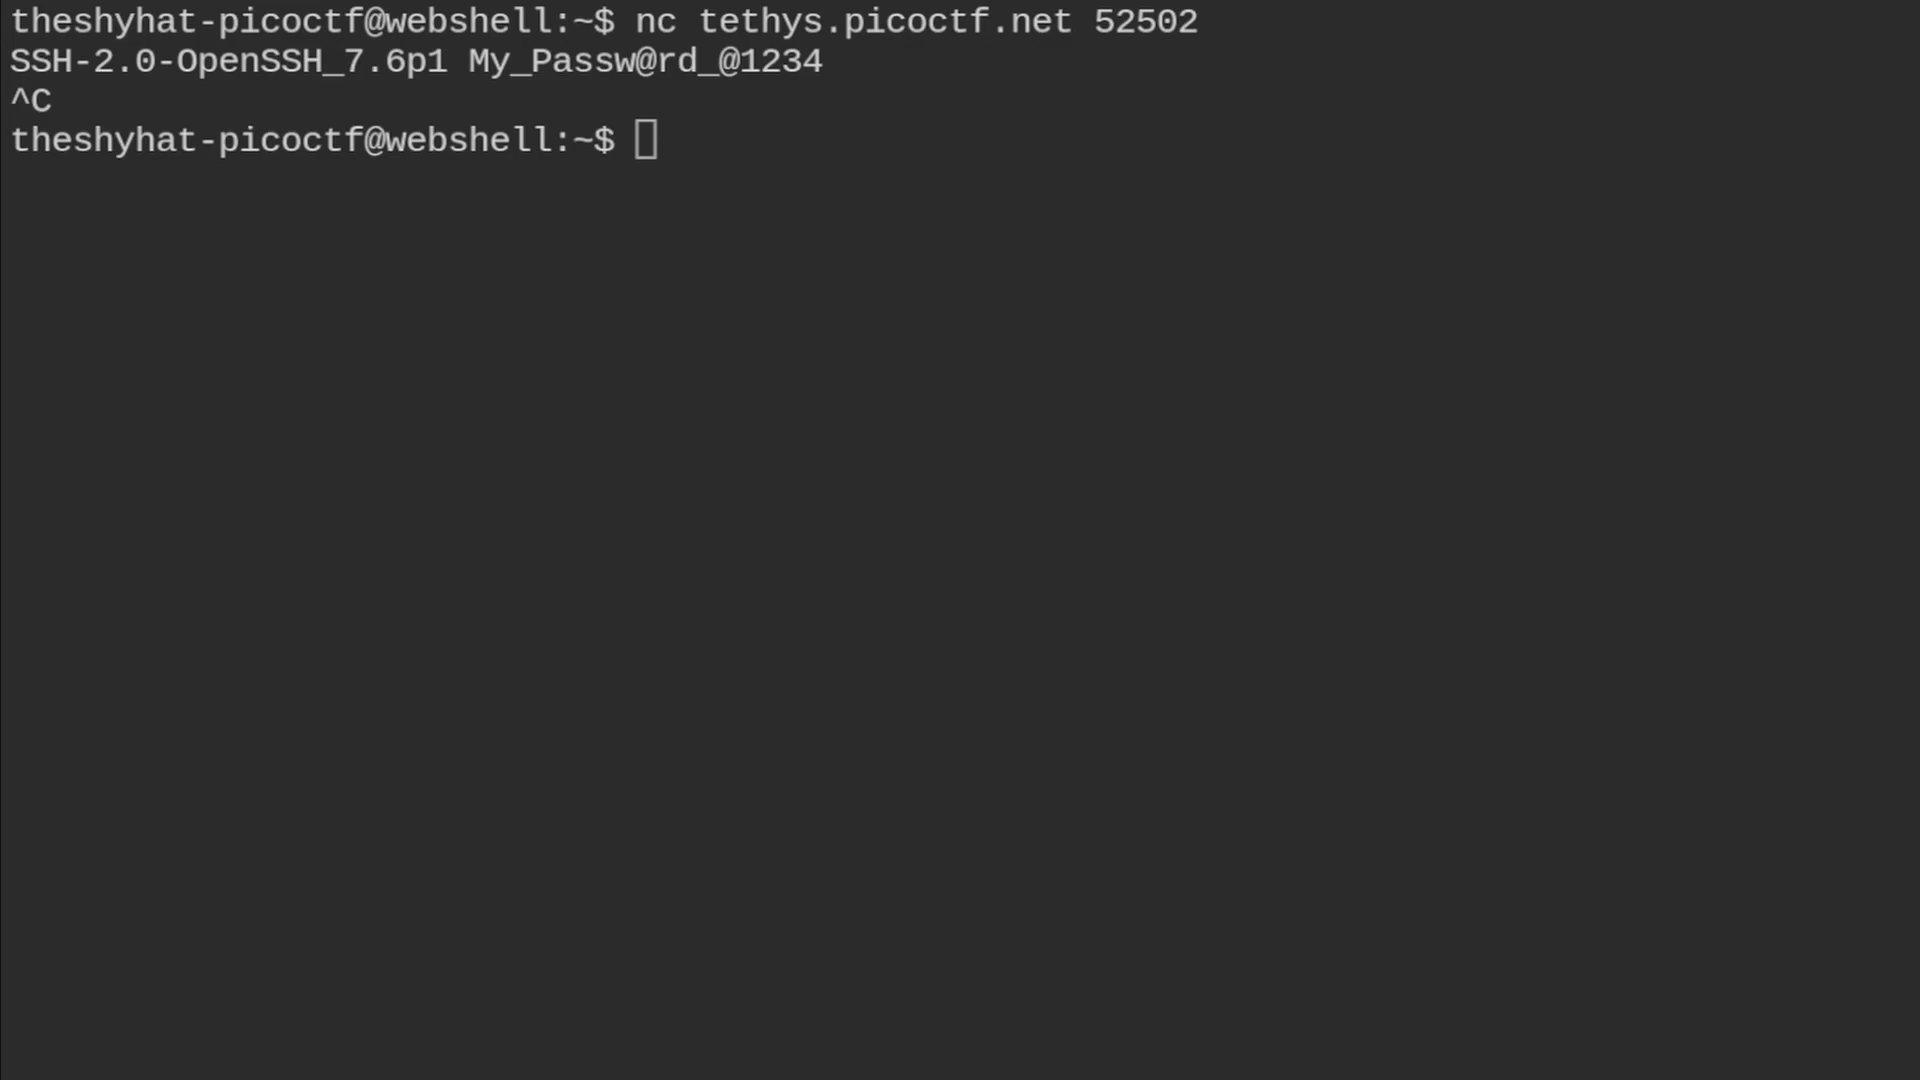 theshyhat-picoctf@webshell:~$ nc tethys.picoctf.net 52502
SSH-2.0-OpenSSH_7.6p1 My_Passw@rd_@1234
^C
theshyhat-picoctf@webshell:~$